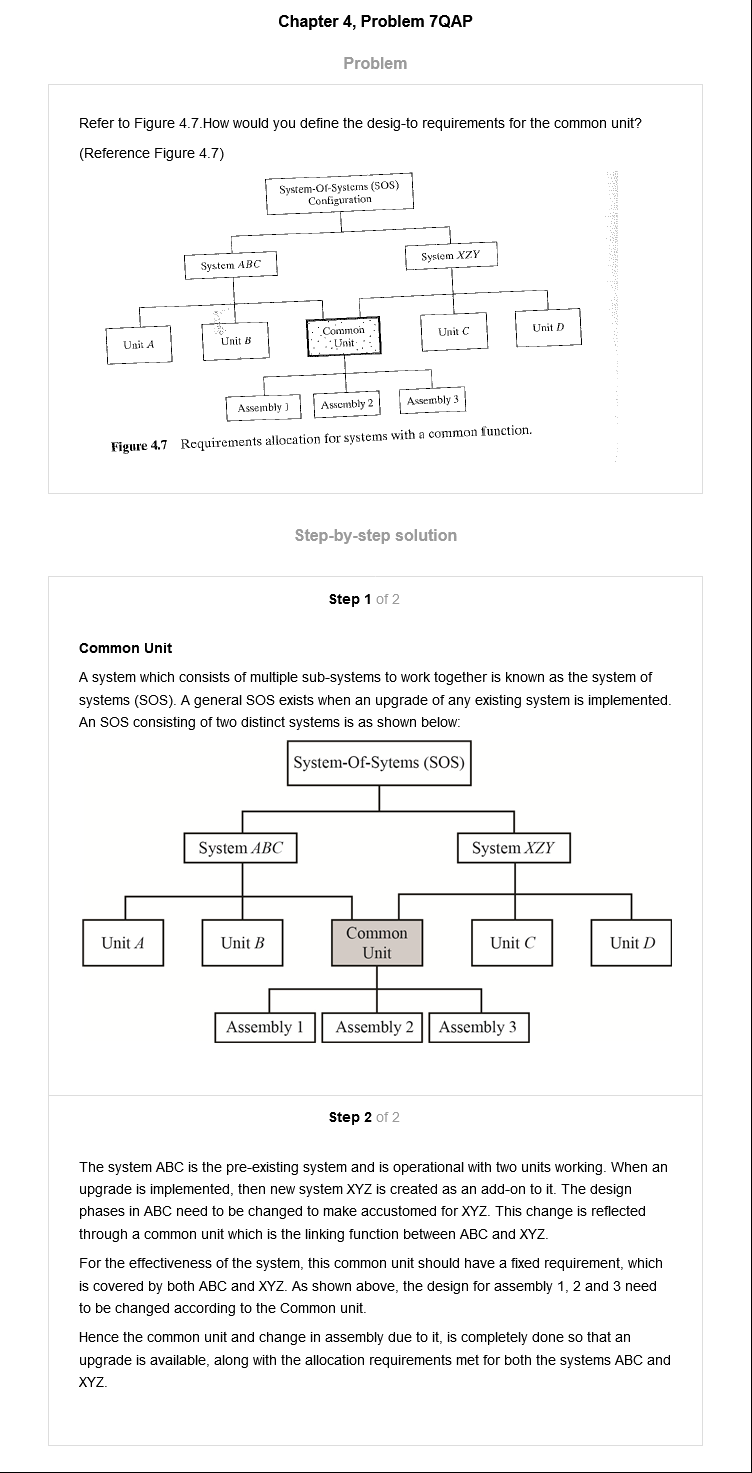 Chapter 4, Problem 7QAP
Problem
Refer to Figure 4.7.How would you define the desig-to requirements for the common unit?
(Reference Figure 4.7)
System-Of-Systems (SOS)
Configuration
System ABC
System XZY
Unit A
Unit B
Common
Unit
Unit C
Unit D
Assembly 1
Assembly 2
Assembly 3
Figure 4.7 Requirements allocation for systems with a common function.
Step-by-step solution
Step 1 of 2
Common Unit
A system which consists of multiple sub-systems to work together is known as the system of
systems (SOS). A general SOS exists when an upgrade of any existing system is implemented.
An SOS consisting of two distinct systems is as shown below:
System-Of-Sytems (SOS)
System ABC
System XZY
Unit A
Unit B
Common
Unit
Unit C
Unit D
Assembly 1
Assembly 2
Assembly 3
Step 2 of 2
The system ABC is the pre-existing system and is operational with two units working. When an
upgrade is implemented, then new system XYZ is created as an add-on to it. The design
phases in ABC need to be changed to make accustomed for XYZ. This change is reflected
through a common unit which is the linking function between ABC and XYZ.
For the effectiveness of the system, this common unit should have a fixed requirement, which
is covered by both ABC and XYZ. As shown above, the design for assembly 1, 2 and 3 need
to be changed according to the Common unit.
Hence the common unit and change in assembly due to it, is completely done so that an
upgrade is available, along with the allocation requirements met for both the systems ABC and
XYZ.